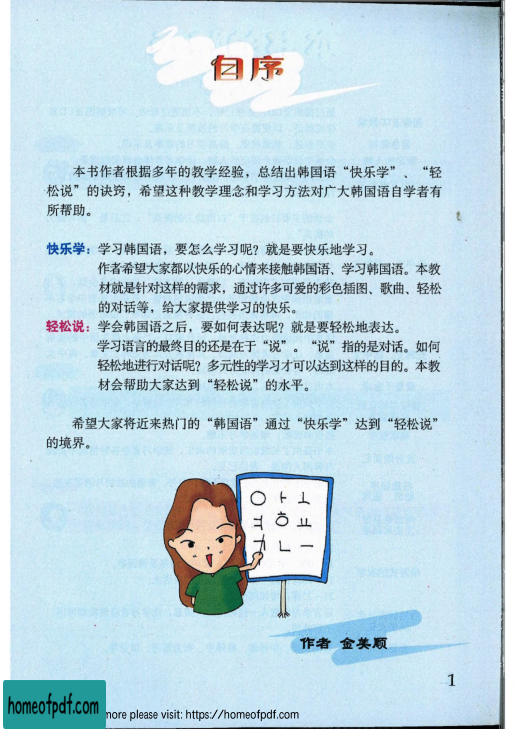 自序
本书作者根据多年的教学经验，总结出韩国语“快乐学”、“轻
松说”的诀窍，希望这种教学理念和学习方法对广大韩国语自学者有
所帮助。
快乐学：学习韩国语，要怎么学习呢？就是要快乐地学习。
作者希望大家都以快乐的心情来接触韩国语、学习韩国语。本教
材就是针对这样的需求，通过许多可爱的彩色插图、歌曲、轻松
的对话等，给大家提供学习的快乐。
轻松说：学会韩国语之后，要如何表达呢？就是要轻松地表达。
学习语言的最终目的还是在于“说”。“说”指的是对话。如何
轻松地进行对话呢？多元性的学习才可以达到这样的目的。本教
材会帮助大家达到“轻松说”的水平。
希望大家将近来热门的“韩国语”通过“快乐学”达到“轻松说”
的境界。
ㅇㅏㅗ
ㅕㅎㅛ
ㄱㄴㅡ
作者 金美顺
1
homeofpdf.com
more please visit: https://homeofpdf.com